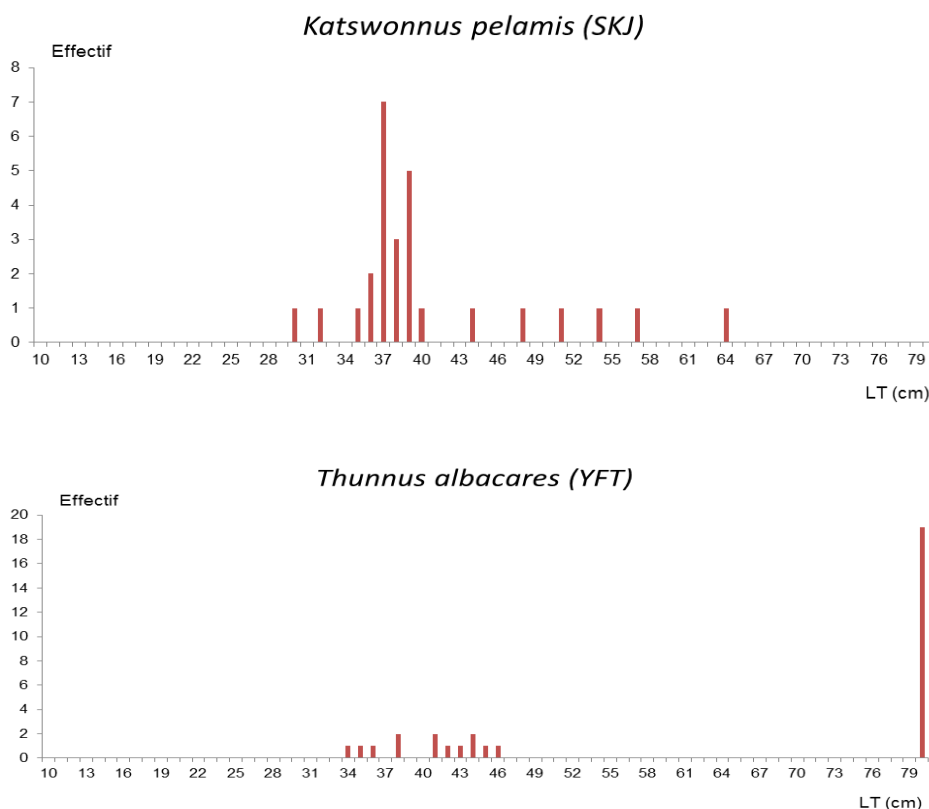 Katswonnus pelamis (SKJ)
Effectif
8
7
6
5
4
3
2
1
0
10 13 16 19 22 25 28 31 34 37 40 43 46 49 52 55 58 61 64 67 70 73 76 79
LT (cm)
Thunnus albacares (YFT)
Effectif
20
18
16
14
12
10
8
6
4
2
0
10 13 16 19 22 25 28 31 34 37 40 43 46 49 52 55 58 61 64 67 70 73 76 79
LT (cm)